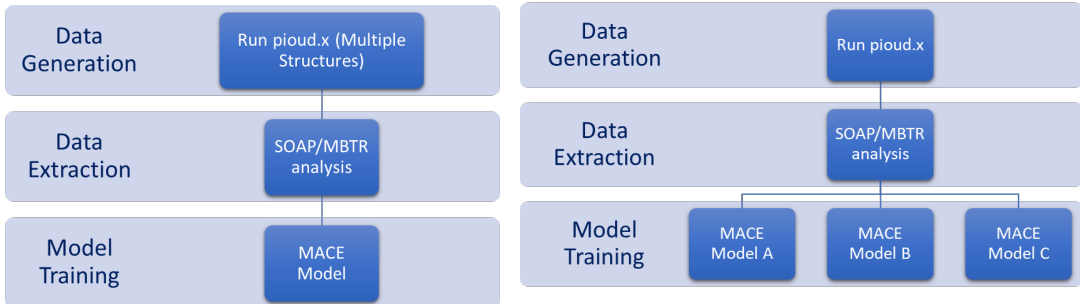 Data
Generation
Run pioud.x (Multiple
Structures)
Data
Extraction
SOAP/MBTR
analysis
Model
Training
MACE
Model
Data
Generation
Run pioud.x
Data
Extraction
SOAP/MBTR
analysis
Model
Training
MACE
Model A
MACE
Model B
MACE
Model C